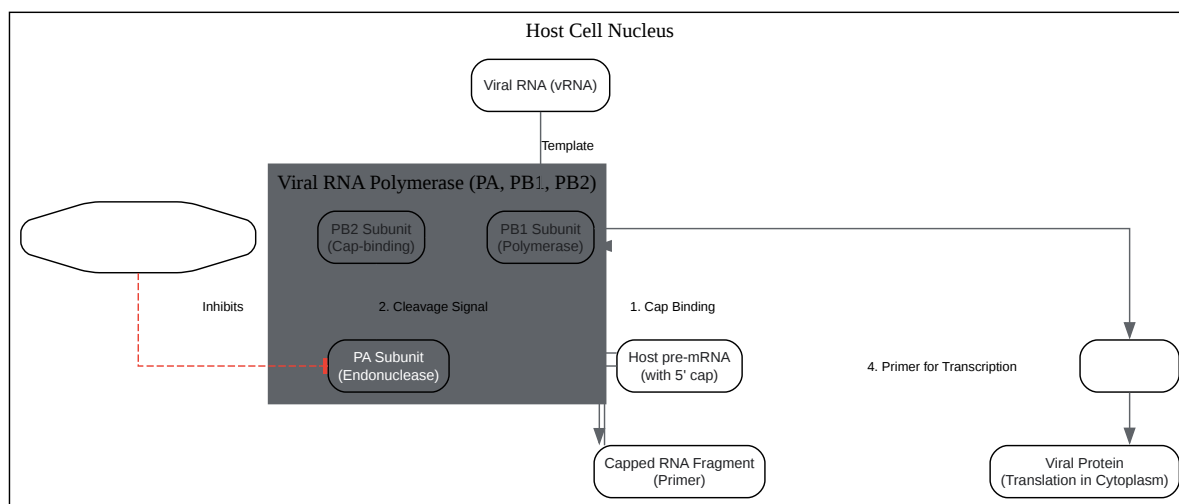 Host Cell Nucleus
Viral RNA (vRNA)
Template
Viral RNA Polymerase (PA, PB1, PB2)
PB2 Subunit
(Cap-binding)
PB1 Subunit
(Polymerase)
Inhibits
2. Cleavage Signal
1. Cap Binding
PA Subunit
(Endonuclease)
Host pre-mRNA
(with 5' cap)
4. Primer for Transcription
Capped RNA Fragment
(Primer)
Viral Protein
(Translation in Cytoplasm)